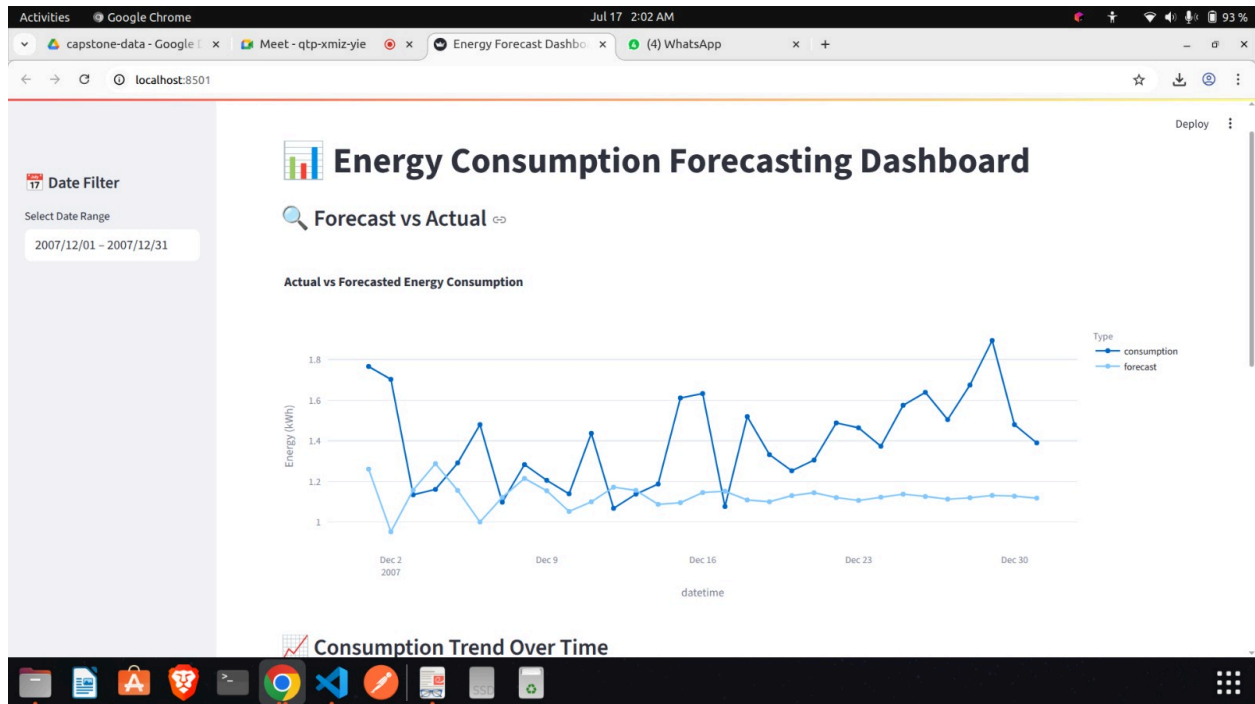 Activities Google Chrome Jul 17 2:02 AM 93 %
capstone-data - Google D Meet - qtp-xmiz-yie Energy Forecast Dashbo (4) WhatsApp
localhost:8501
Deploy
📊 Energy Consumption Forecasting Dashboard
17 Date Filter
Select Date Range
2007/12/01 – 2007/12/31
🔍 Forecast vs Actual
Actual vs Forecasted Energy Consumption
Type
consumption
forecast
Energy (kWh)
1.8
1.6
1.4
1.2
1
Dec 2 Dec 9 Dec 16 Dec 23 Dec 30
2007
datetime
📈 Consumption Trend Over Time
SSD